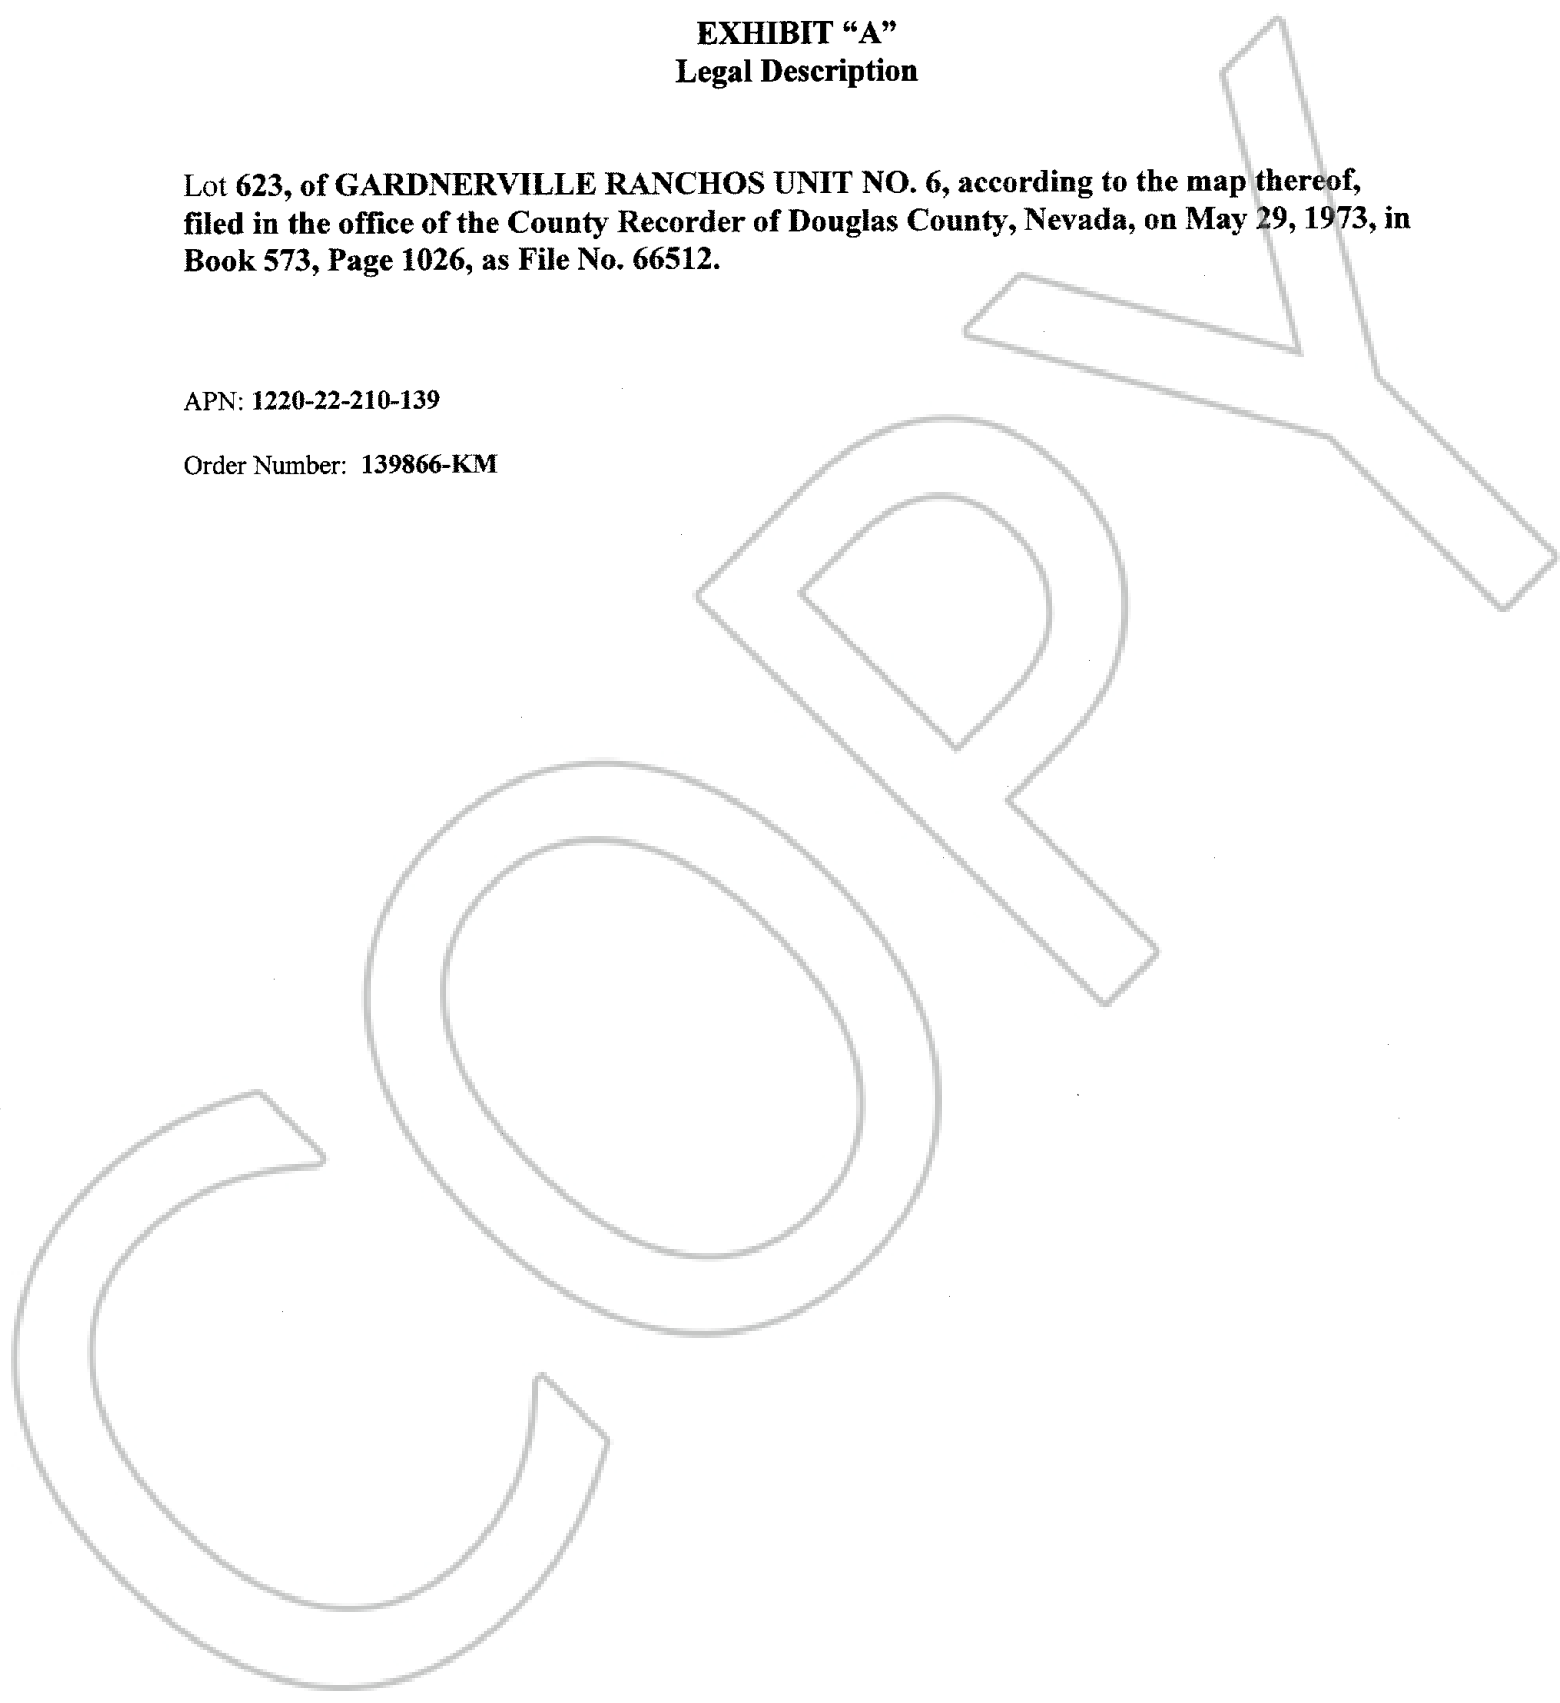 EXHIBIT “A”
Legal Description
Lot 623, of GARDNERVILLE RANCHOS UNIT NO. 6, according to the map thereof,
filed in the office of the County Recorder of Douglas County, Nevada, on May 29, 1973, in
Book 573, Page 1026, as File No. 66512.
APN: 1220-22-210-139
Order Number: 139866-KM
COPY